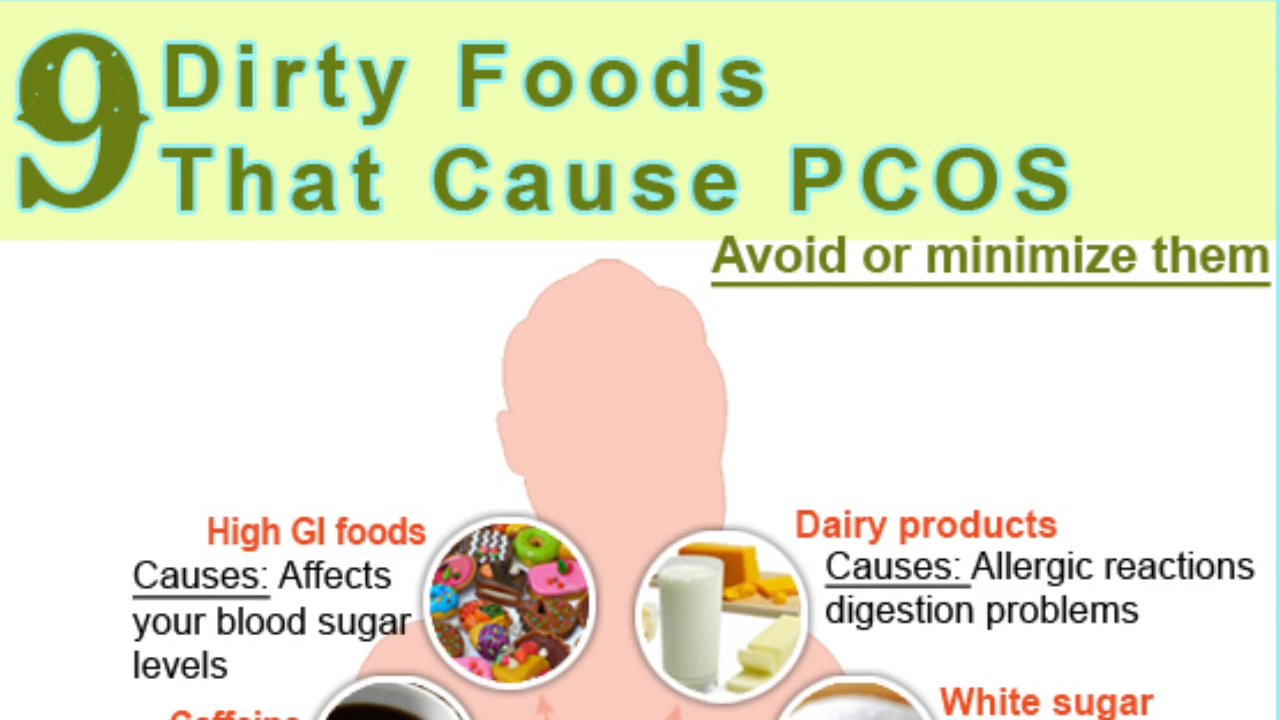 9 Dirty Foods
That Cause PCOS
Avoid or minimize them
High GI foods
Causes: Affects
your blood sugar
levels
Dairy products
Causes: Allergic reactions
digestion problems
Caffeine
White sugar